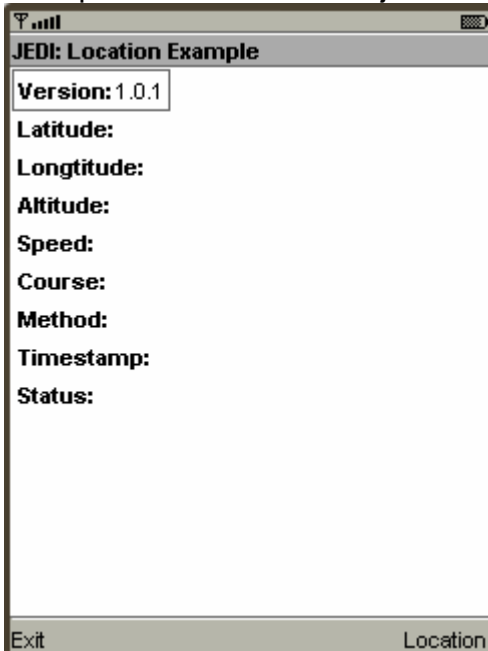 JEDI: Location Example
Version: 1.0.1
Latitude:
Longtitude:
Altitude:
Speed:
Course:
Method:
Timestamp:
Status:
Exit Location